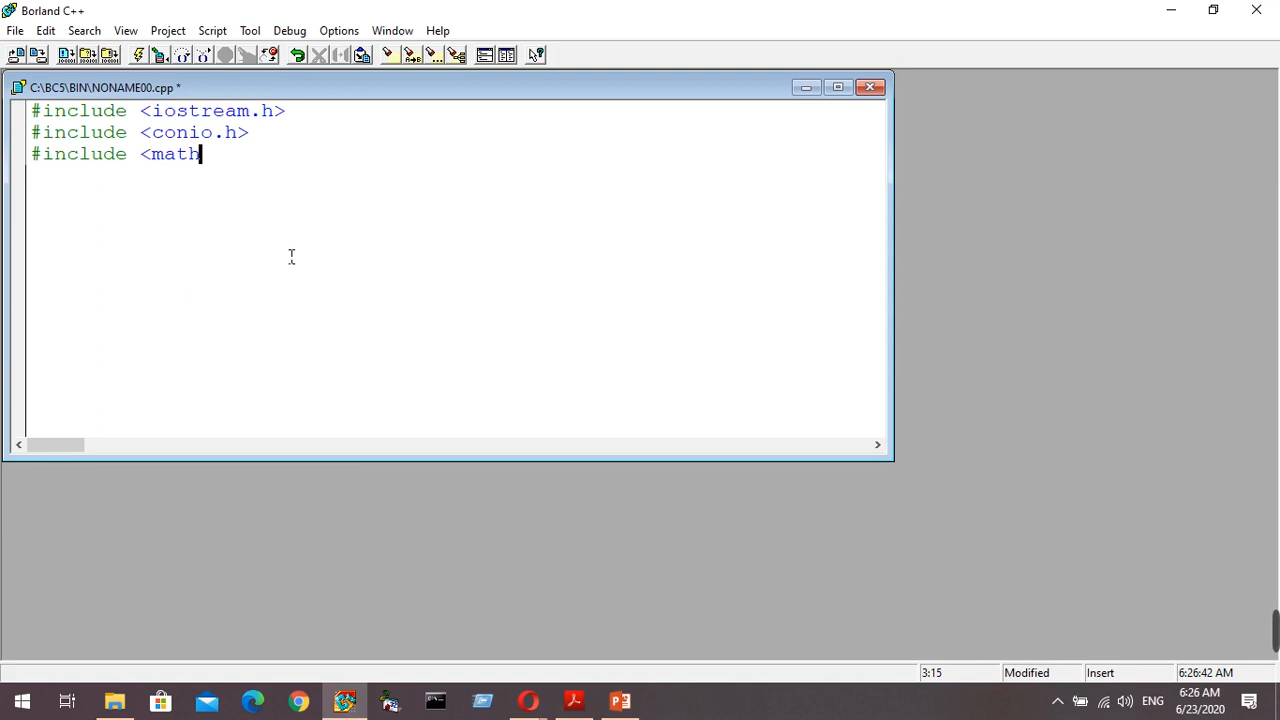 Borland C++
File Edit Search View Project Script Tool Debug Options Window Help
C:\BC5\BIN\NONAME00.cpp *
#include <iostream.h>
#include <conio.h>
#include <math
3:15 Modified Insert 6:26:42 AM
ENG 6:26 AM
6/23/2020